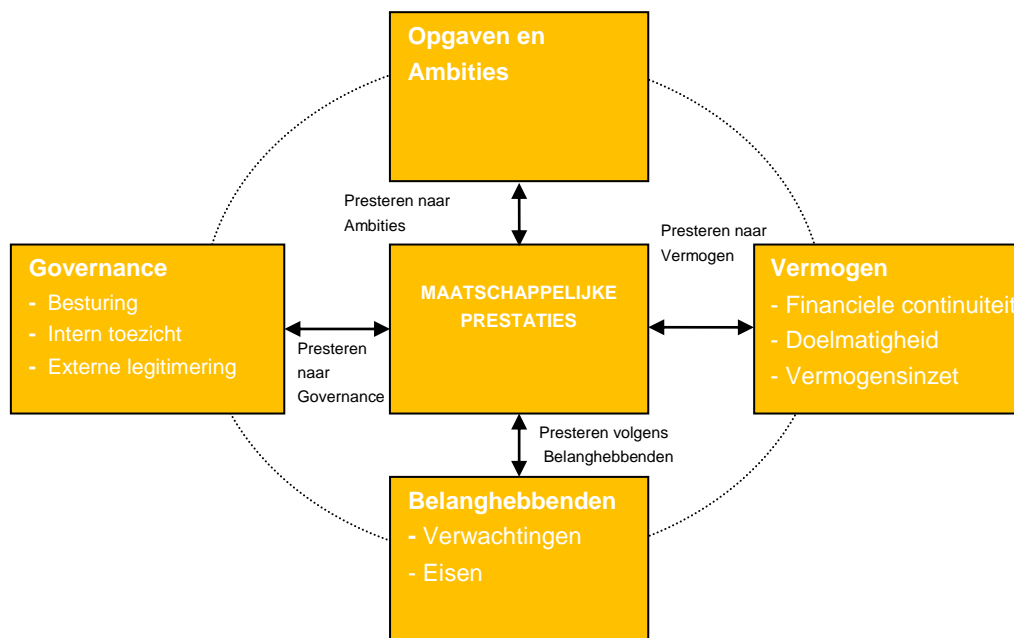 Opgaven en
Ambities
Presteren naar
Ambities
Presteren naar
Vermogen
Governance
- Besturing
- Intern toezicht
- Externe legitimering
Presteren
naar
Governance
MAATSCHAPPELIJKE
PRESTATIES
Vermogen
- Financiele continuiteit
- Doelmatigheid
- Vermogensinzet
Presteren volgens
Belanghebbenden
Belanghebbenden
- Verwachtingen
- Eisen